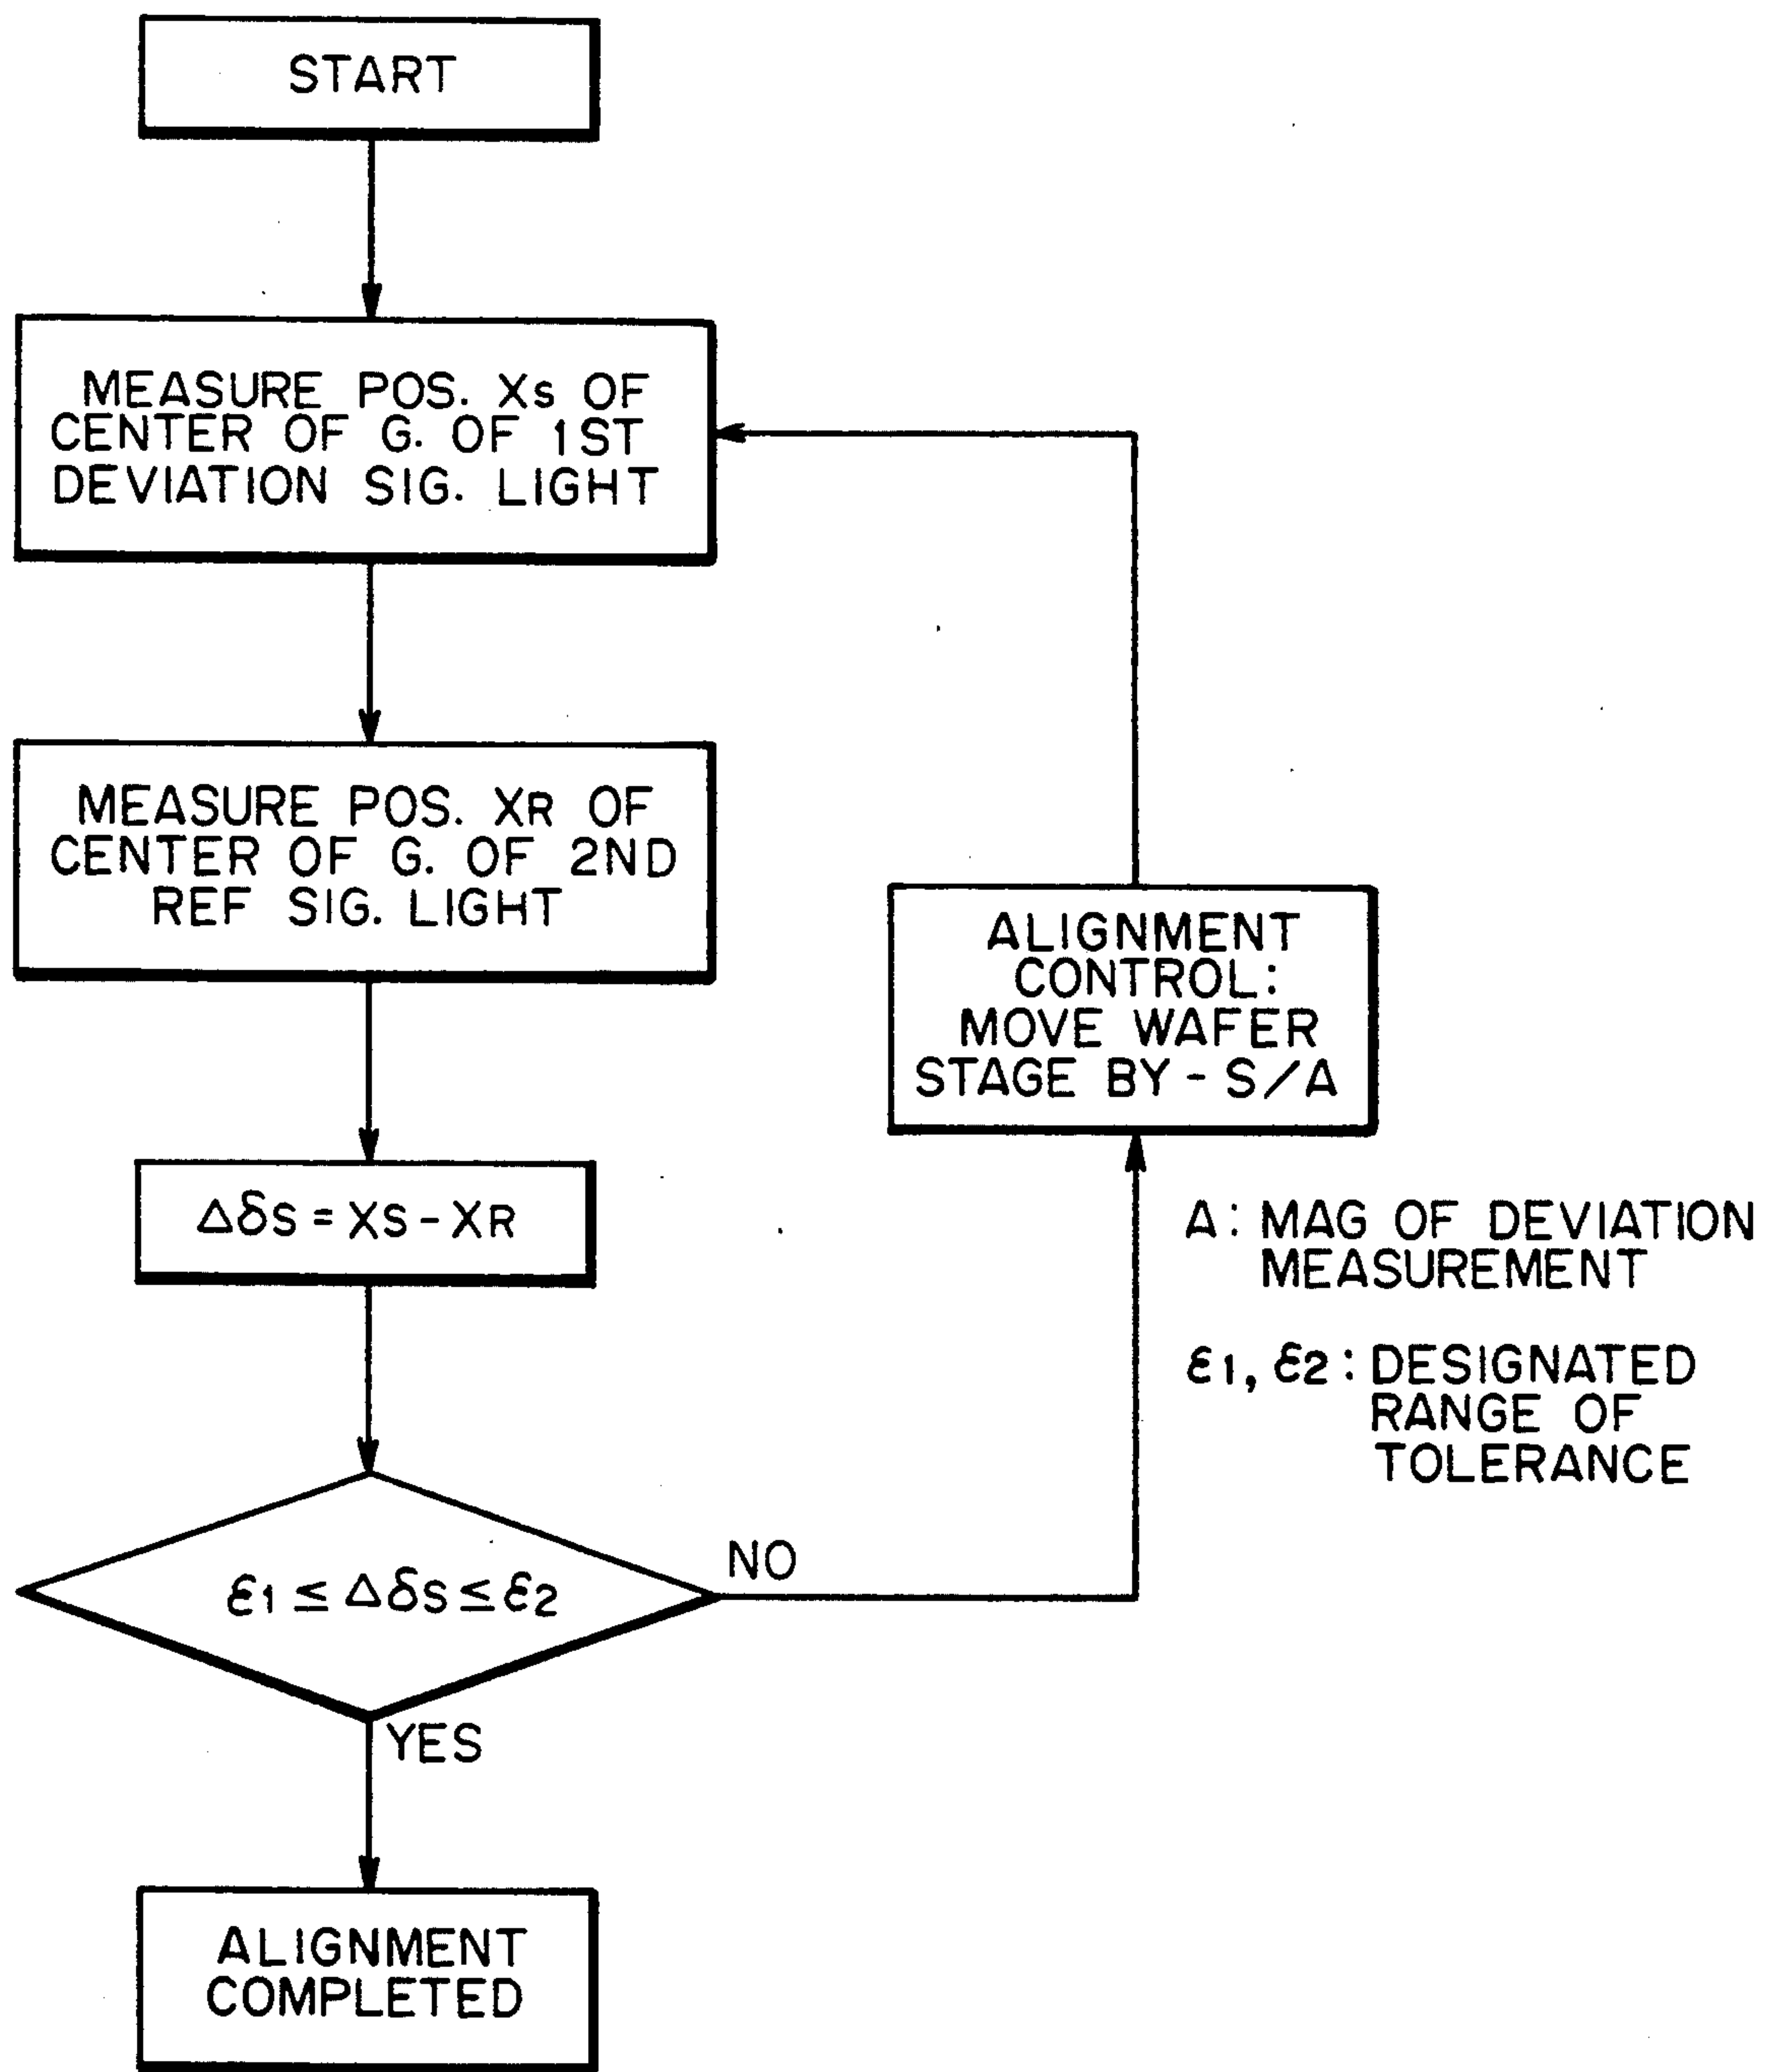 START
MEASURE POS. Xs OF
CENTER OF G. OF 1ST
DEVIATION SIG. LIGHT
MEASURE POS. XR OF
CENTER OF G. OF 2ND
REF SIG. LIGHT
ΔδS = XS - XR
ε1 ≤ ΔδS ≤ ε2
NO
YES
ALIGNMENT
COMPLETED
ALIGNMENT
CONTROL:
MOVE WAFER
STAGE BY - S/A
A: MAG OF DEVIATION
MEASUREMENT
ε1, ε2: DESIGNATED
RANGE OF
TOLERANCE